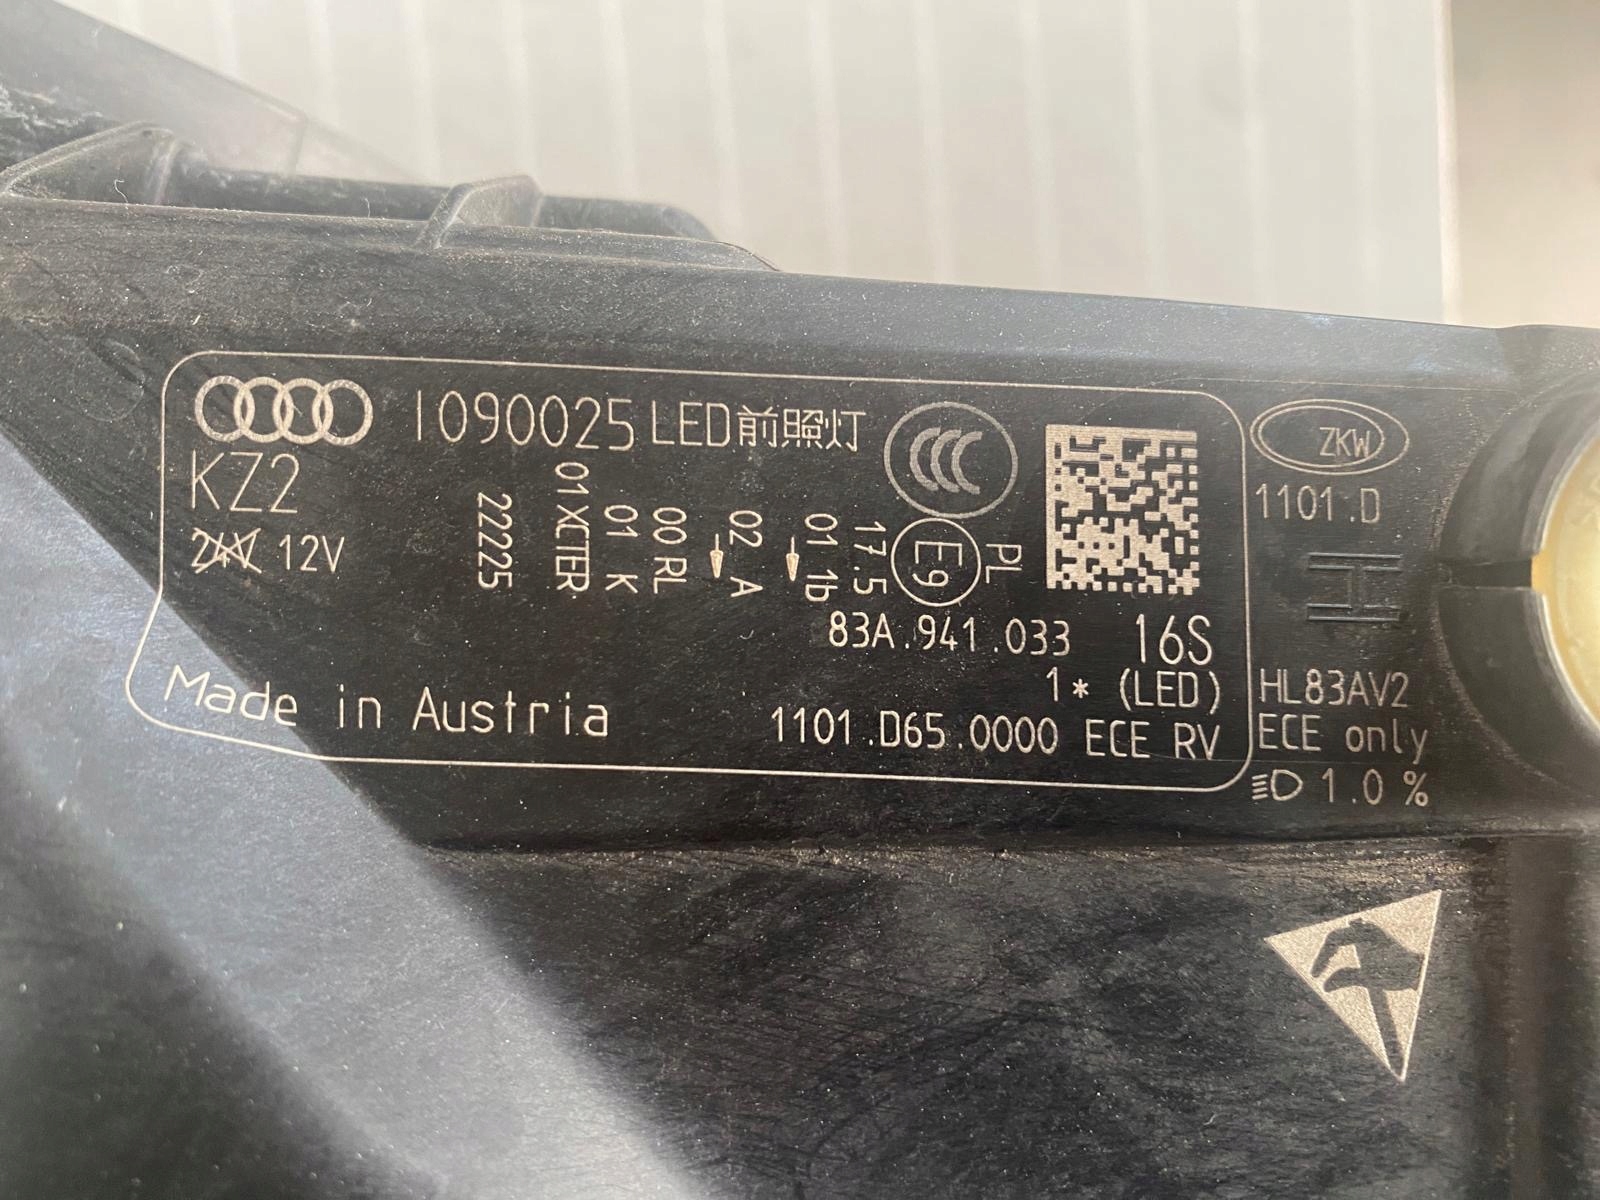 1090025 LED前照灯
KZ2
24V 12V
22225
01 XCTER
01 K
00 RL
02 A
01 1b
17.5
E9
PL
CCC
83A.941.033 16S
1* (LED)
1101.D65.0000 ECE RV
Made in Austria
ZKW
1101.D
H
HL83AV2
ECE only
1.0 %